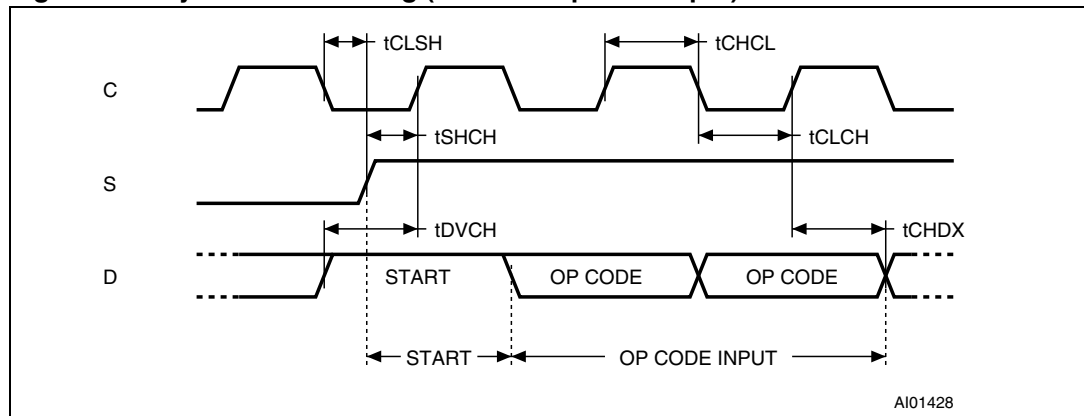 tCLSH tCHCL
C
tSHCH tCLCH
S
tDVCH tCHDX
D START OP CODE OP CODE
START OP CODE INPUT
AI01428